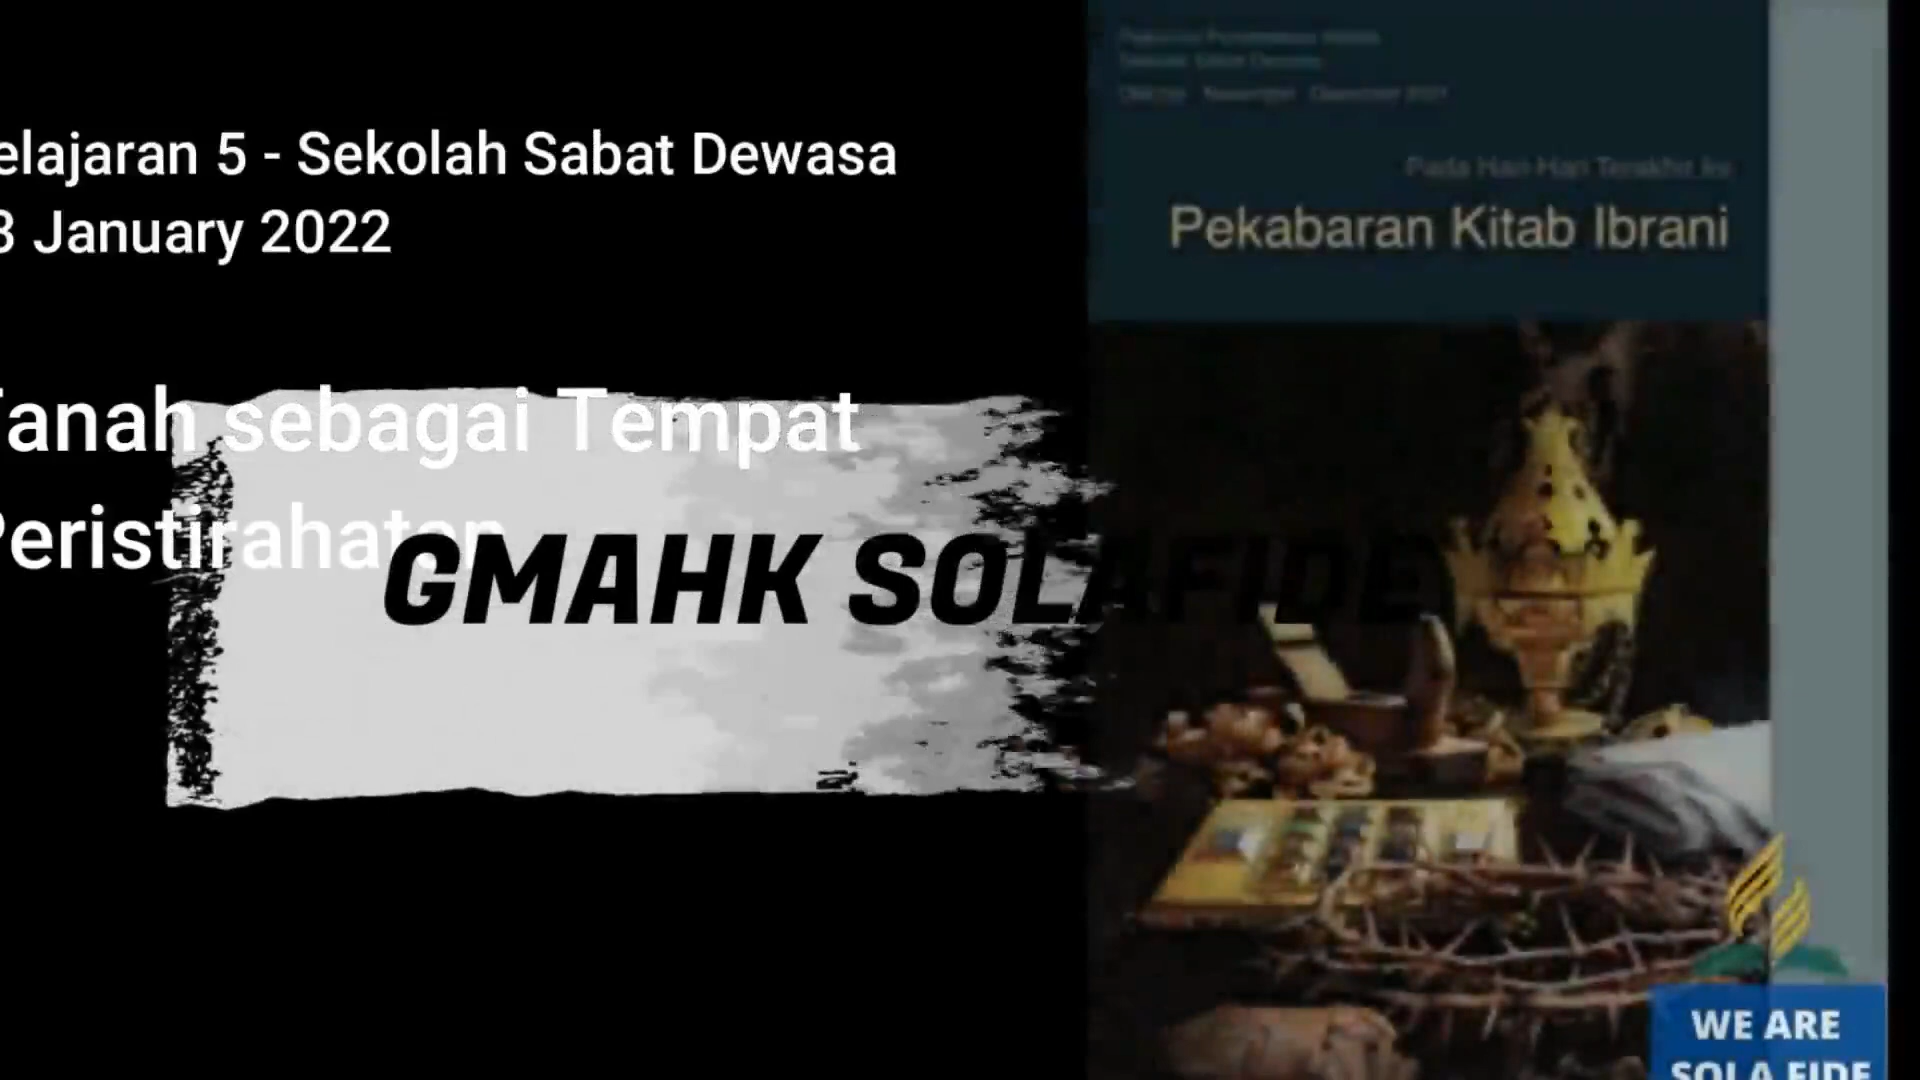 elajaran 5 - Sekolah Sabat Dewasa
3 January 2022
Tanah sebagai Tempat
Peristirahatan
GMAHK SOLAFIDE
Pada Hari-Hari Terakhir Ini
Pekabaran Kitab Ibrani
WE ARE
SOLA FIDE